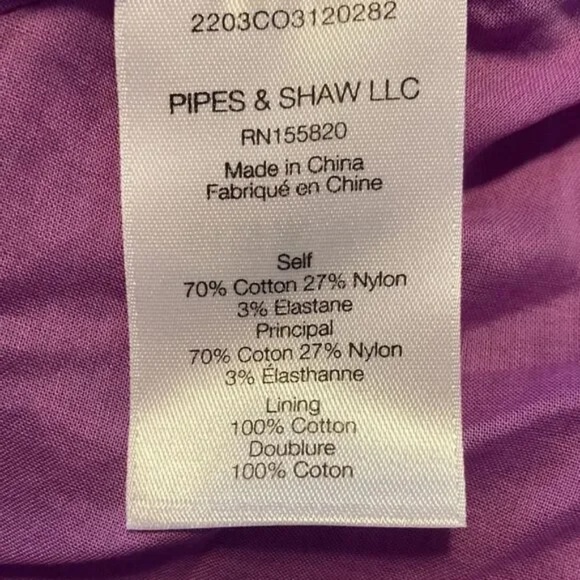 2203CO3120282
PIPES & SHAW LLC
RN155820
Made in China
Fabriqué en Chine
Self
70% Cotton 27% Nylon
3% Elastane
Principal
70% Coton 27% Nylon
3% Élasthanne
Lining
100% Cotton
Doublure
100% Coton